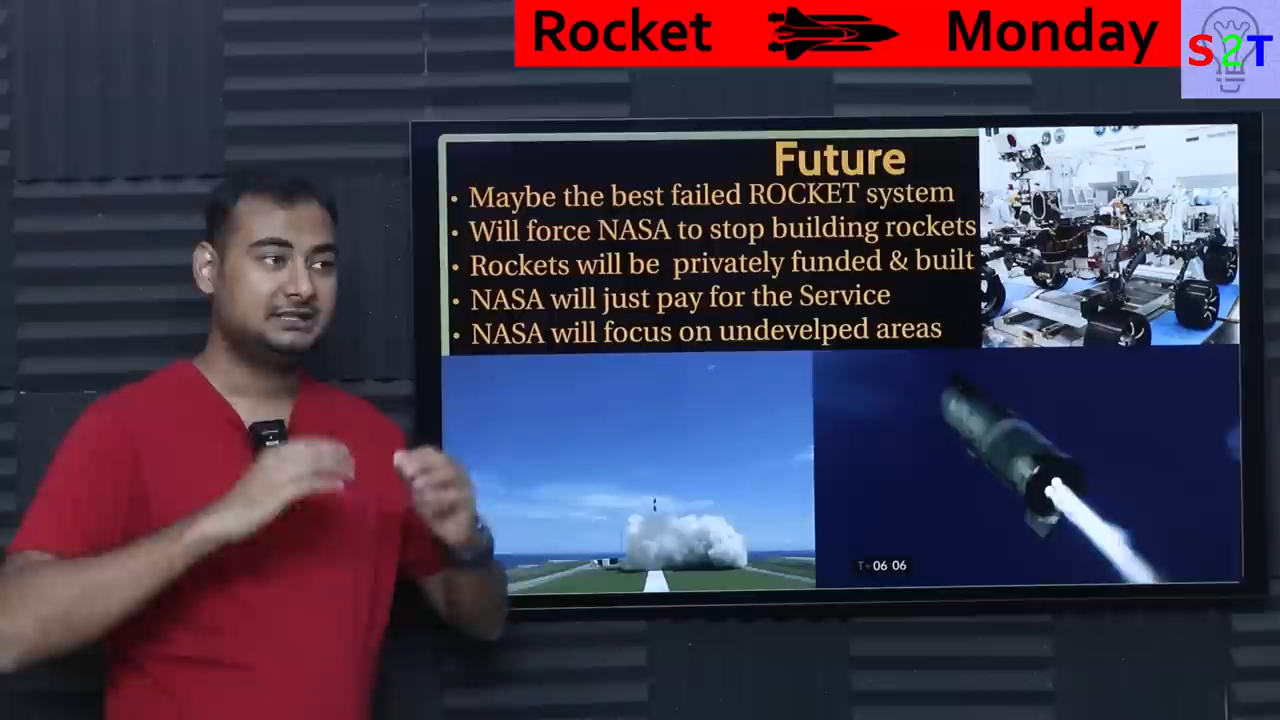 Rocket Monday
S2T
Future
• Maybe the best failed ROCKET system
• Will force NASA to stop building rockets
• Rockets will be privately funded & built
• NASA will just pay for the Service
• NASA will focus on undevelped areas
T+06 06